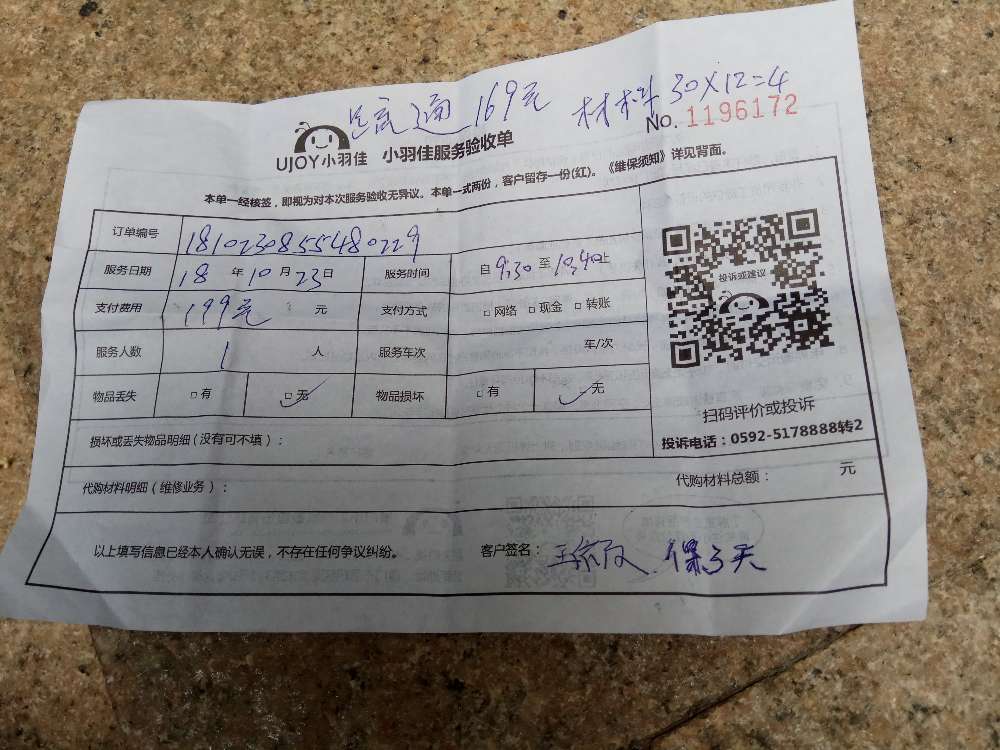 通 169元 材料 30X12=4
No. 1196172
UJOY小羽佳 小羽佳服务验收单
本单一经核签，即视为对本次服务验收无异议。本单一式两份，客户留存一份(红)。《维保须知》详见背面。
订单编号 1810230855480229
服务日期 18 年 10 月 23 日 服务时间 自 9:30 至 10:40 止
支付费用 199元 元 支付方式 □ 网络 □ 现金 □ 转账
服务人数 1 人 服务车次 车/次
物品丢失 □ 有 □ 无 ✓ 物品损坏 □ 有 ✓ 无
投诉或建议
扫码评价或投诉
投诉电话：0592-5178888转2
损坏或丢失物品明细（没有可不填）：
代购材料明细（维修业务）： 代购材料总额： 元
以上填写信息已经本人确认无误，不存在任何争议纠纷。 客户签名： 天